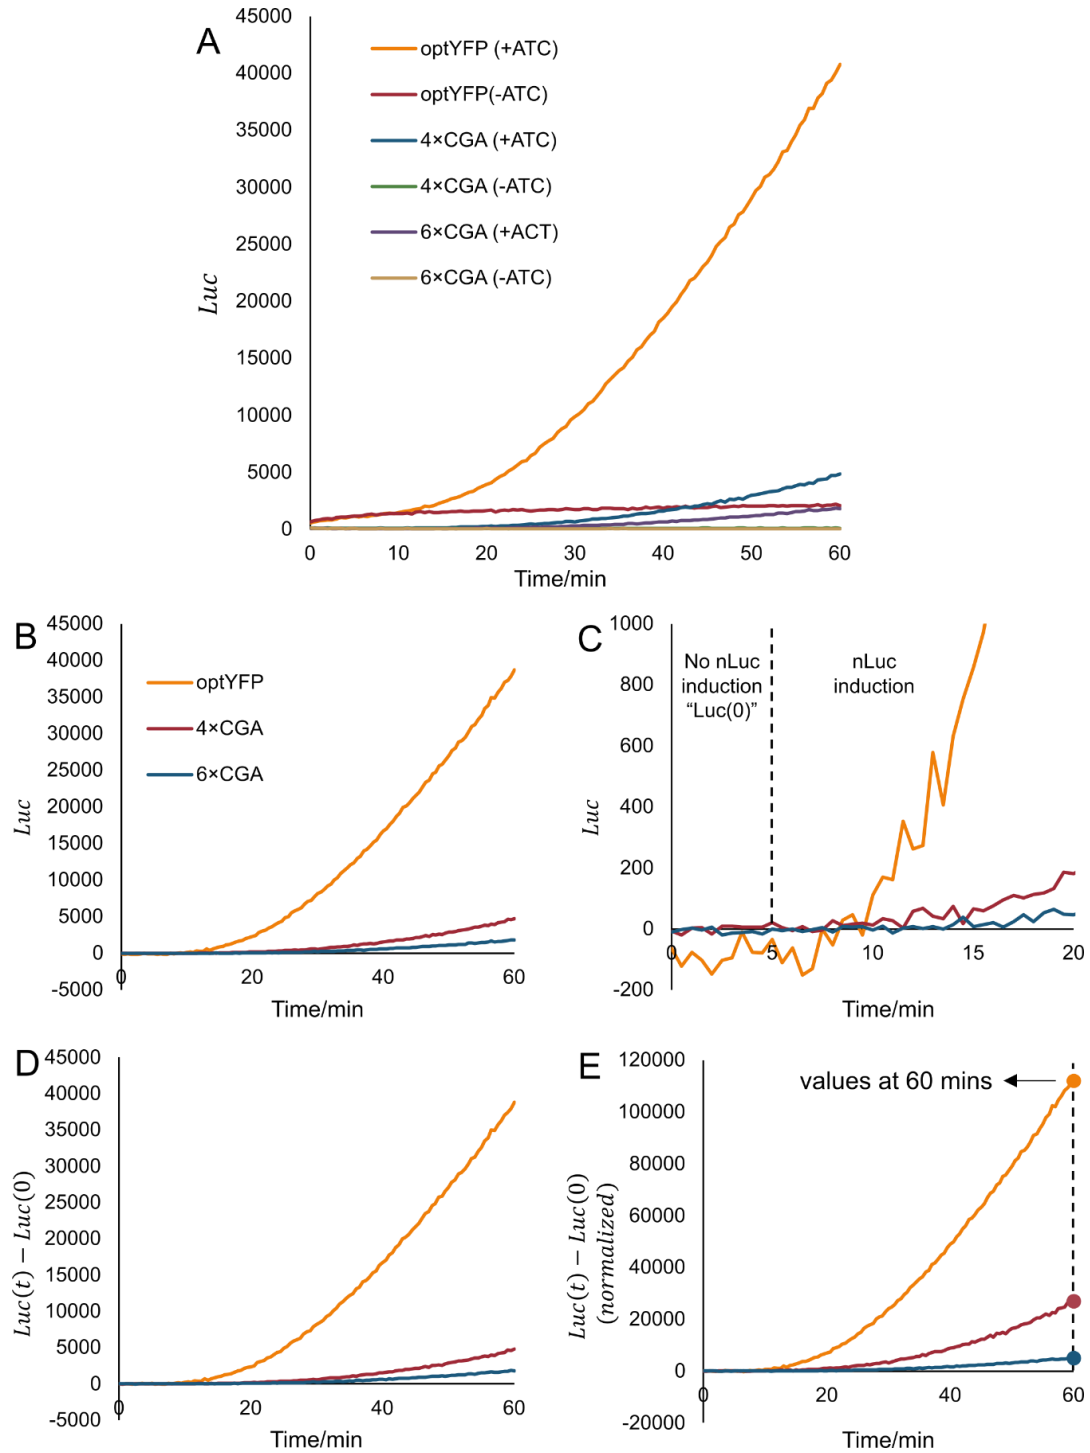 A
45000
40000
35000
30000
25000
20000
15000
10000
5000
0
Luc
optYFP (+ATC)
optYFP(-ATC)
4×CGA (+ATC)
4×CGA (-ATC)
6×CGA (+ACT)
6×CGA (-ATC)
0 10 20 30 40 50 60
Time/min
B
45000
40000
35000
30000
25000
20000
15000
10000
5000
0
-5000
Luc
optYFP
4×CGA
6×CGA
0 20 40 60
Time/min
C
1000
800
600
400
200
0
-200
Luc
No nLuc
induction
“Luc(0)”
nLuc
induction
0 5 10 15 20
Time/min
D
45000
40000
35000
30000
25000
20000
15000
10000
5000
0
-5000
Luc(t) − Luc(0)
0 20 40 60
Time/min
E
120000
100000
80000
60000
40000
20000
0
-20000
Luc(t) − Luc(0)
(normalized)
values at 60 mins
0 20 40 60
Time/min